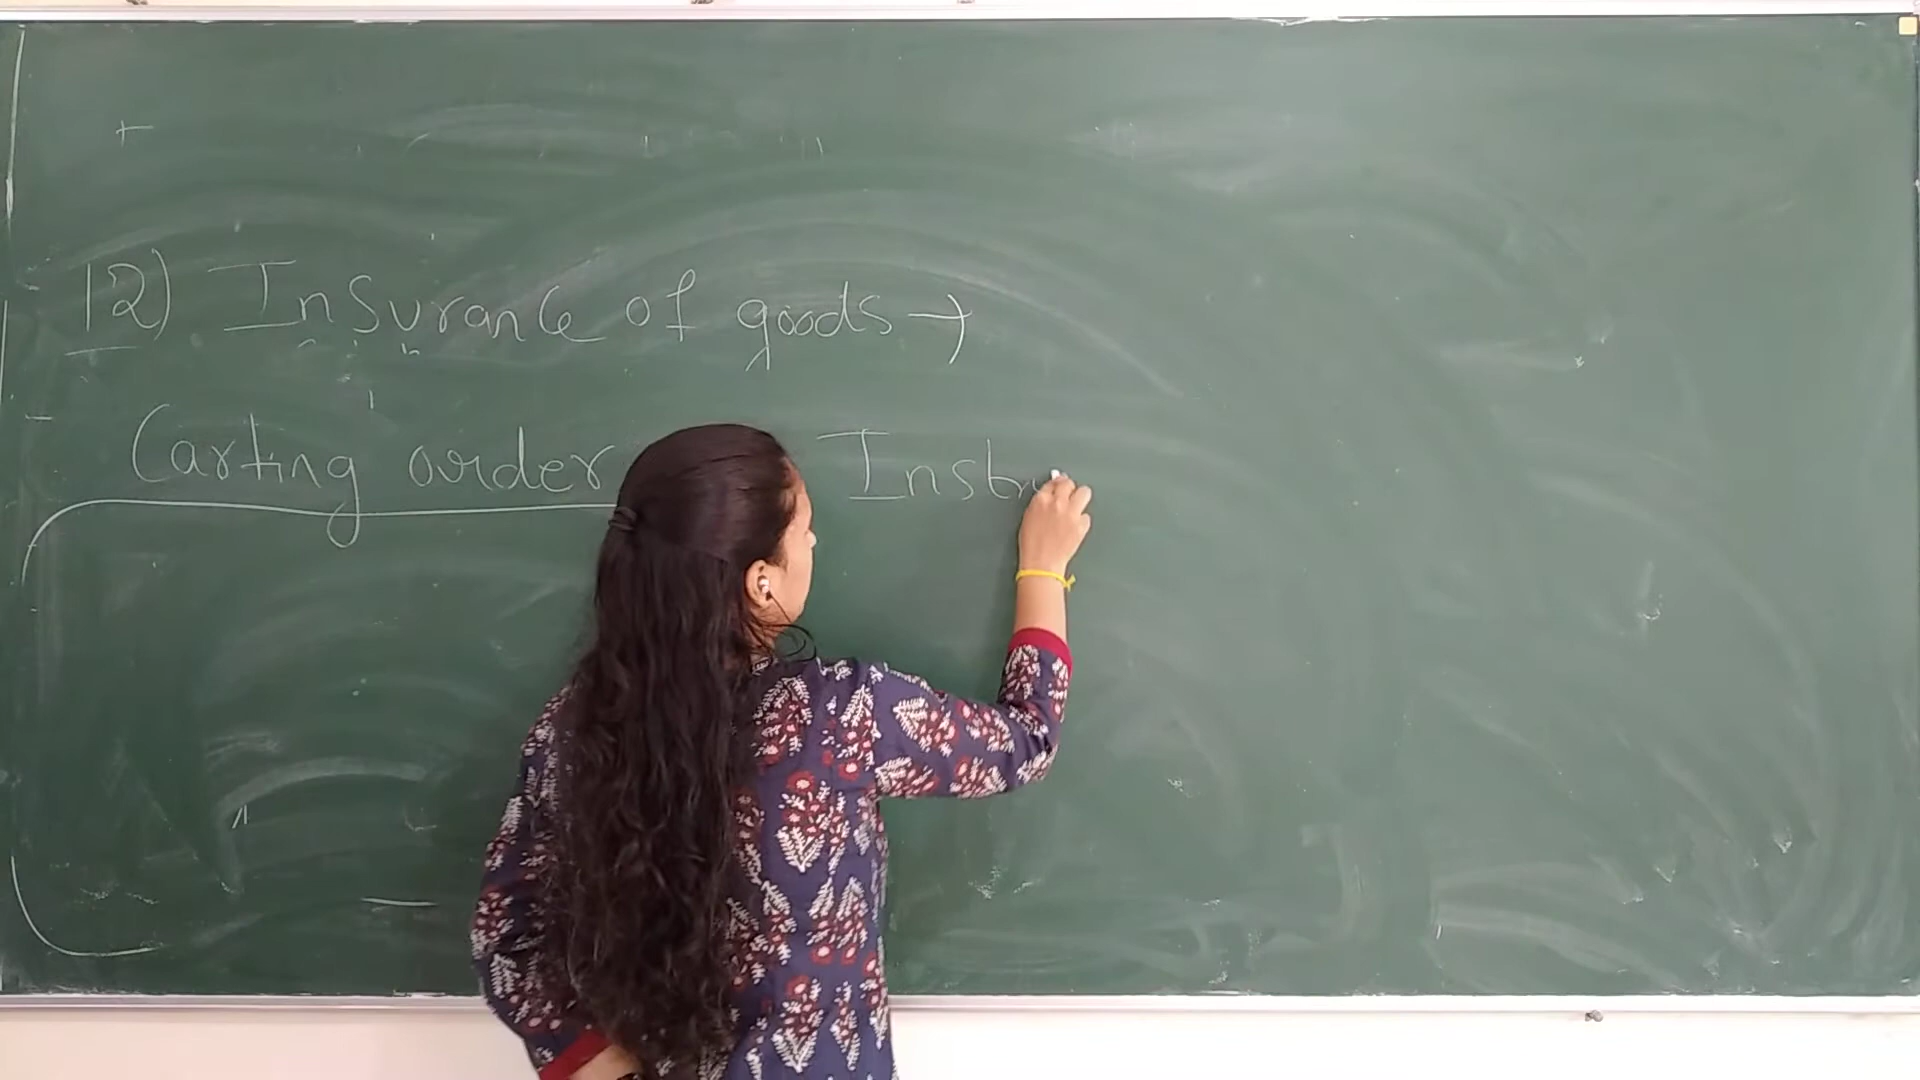 12) Insurance of goods →
Carting order Instr